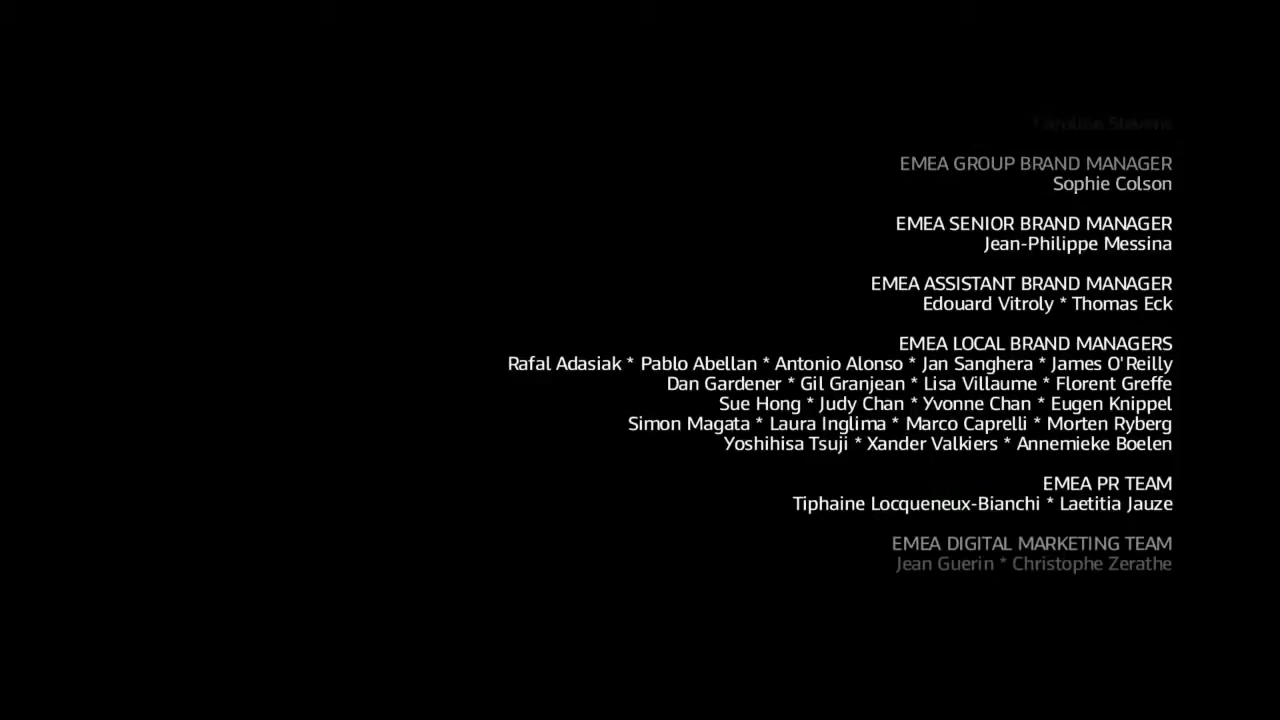 Caroline Stevens
EMEA GROUP BRAND MANAGER
Sophie Colson
EMEA SENIOR BRAND MANAGER
Jean-Philippe Messina
EMEA ASSISTANT BRAND MANAGER
Edouard Vitroly * Thomas Eck
EMEA LOCAL BRAND MANAGERS
Rafal Adasiak * Pablo Abellan * Antonio Alonso * Jan Sanghera * James O'Reilly
Dan Gardener * Gil Granjean * Lisa Villaume * Florent Greffe
Sue Hong * Judy Chan * Yvonne Chan * Eugen Knippel
Simon Magata * Laura Inglima * Marco Caprelli * Morten Ryberg
Yoshihisa Tsuji * Xander Valkiers * Annemieke Boelen
EMEA PR TEAM
Tiphaine Locqueneux-Bianchi * Laetitia Jauze
EMEA DIGITAL MARKETING TEAM
Jean Guerin * Christophe Zerathe